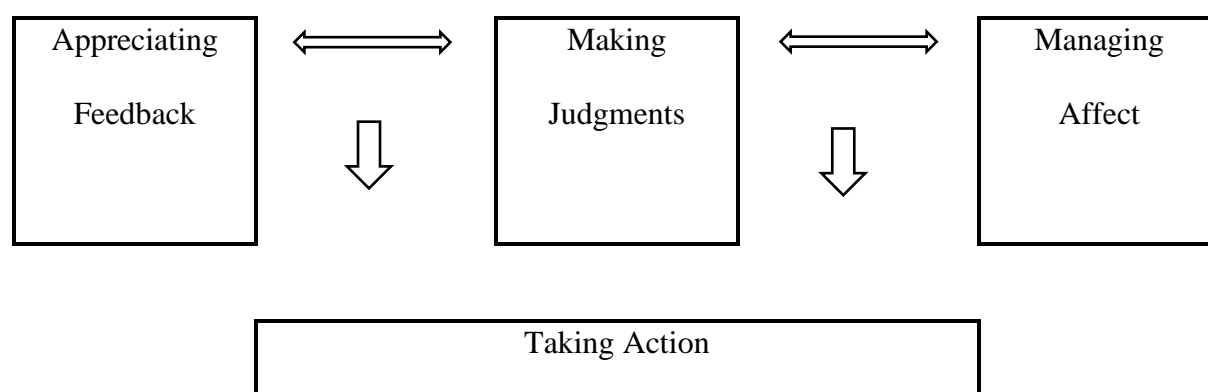 Appreciating
Feedback
Making
Judgments
Managing
Affect
Taking Action